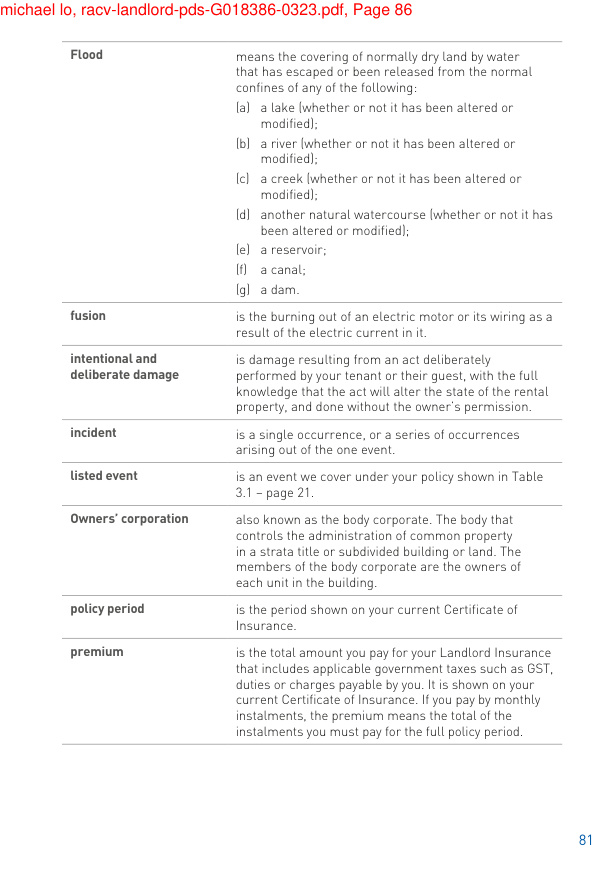 michael lo, racv-landlord-pds-G018386-0323.pdf, Page 86
Flood
means the covering of normally dry land by water
that has escaped or been released from the normal
confines of any of the following:
(a) a lake (whether or not it has been altered or
modified);
(b) a river (whether or not it has been altered or
modified);
(c) a creek (whether or not it has been altered or
modified);
(d) another natural watercourse (whether or not it has
been altered or modified);
(e) a reservoir;
(f) a canal;
(g) a dam.
fusion
is the burning out of an electric motor or its wiring as a
result of the electric current in it.
intentional and
deliberate damage
is damage resulting from an act deliberately
performed by your tenant or their guest, with the full
knowledge that the act will alter the state of the rental
property, and done without the owner's permission.
incident
is a single occurrence, or a series of occurrences
arising out of the one event.
listed event
is an event we cover under your policy shown in Table
3.1 – page 21.
Owners' corporation
also known as the body corporate. The body that
controls the administration of common property
in a strata title or subdivided building or land. The
members of the body corporate are the owners of
each unit in the building.
policy period
is the period shown on your current Certificate of
Insurance.
premium
is the total amount you pay for your Landlord Insurance
that includes applicable government taxes such as GST,
duties or charges payable by you. It is shown on your
current Certificate of Insurance. If you pay by monthly
instalments, the premium means the total of the
instalments you must pay for the full policy period.
81